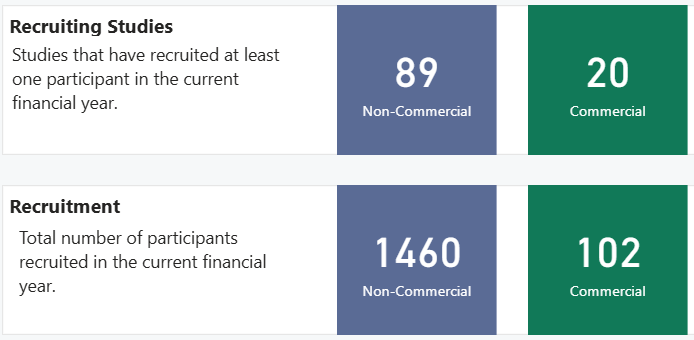 Recruiting Studies
Studies that have recruited at least
one participant in the current
financial year.
89
Non-Commercial
20
Commercial
Recruitment
Total number of participants
recruited in the current financial
year.
1460
Non-Commercial
102
Commercial